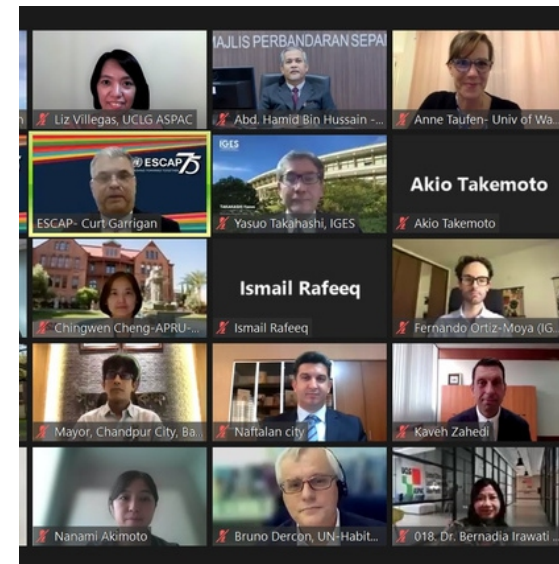 MAJLIS PERBANDARAN SEPA
Liz Villegas, UCLG ASPAC
Abd. Hamid Bin Hussain -...
Anne Taufen- Univ of Wa...
ESCAP 75
ESCAP- Curt Garrigan
IGES
Yasuo Takahashi, IGES
Akio Takemoto
Akio Takemoto
Chingwen Cheng-APRU-...
Ismail Rafeeq
Ismail Rafeeq
Fernando Ortiz-Moya (IG...
Mayor, Chandpur City, Ba...
Naftalan city
Kaveh Zahedi
Nanami Akimoto
Bruno Dercon, UN-Habit...
018. Dr. Bernadia Irawati ...